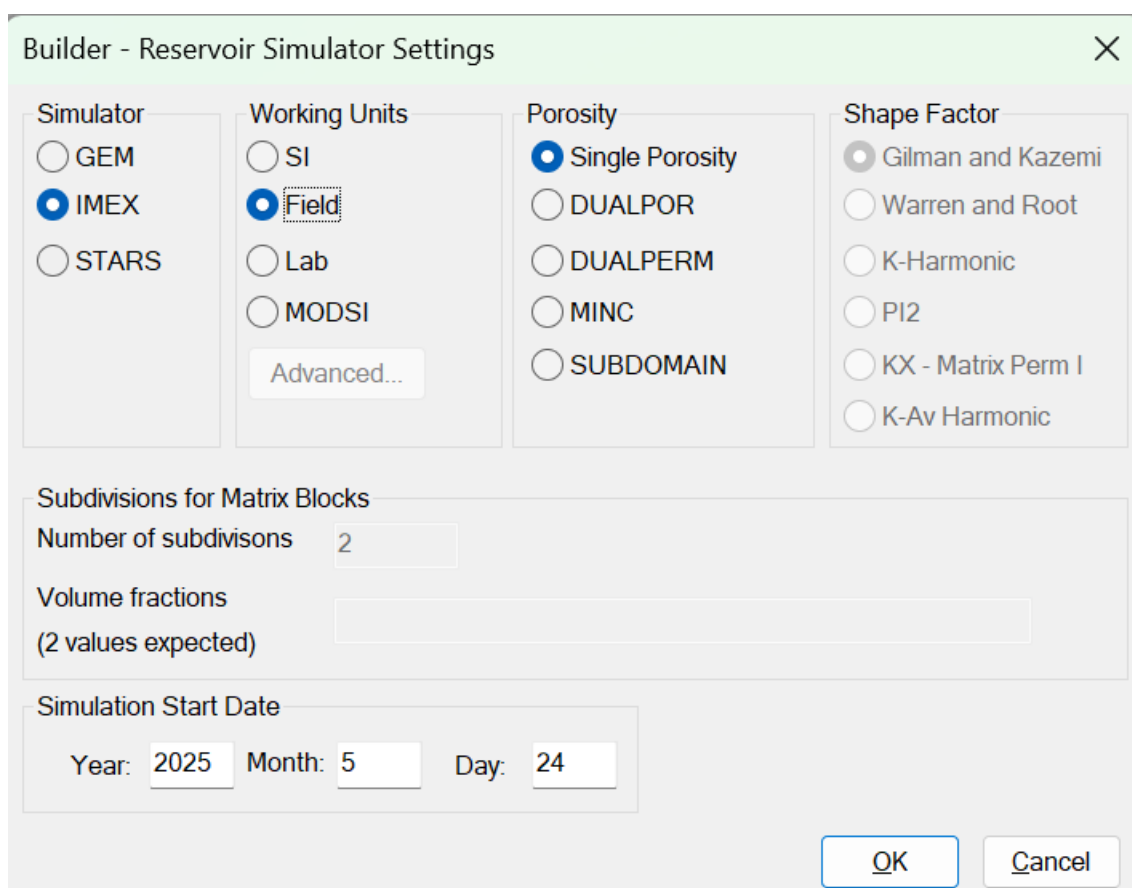 Builder - Reservoir Simulator Settings
Simulator
GEM
IMEX
STARS
Working Units
SI
Field
Lab
MODSI
Advanced...
Porosity
Single Porosity
DUALPOR
DUALPERM
MINC
SUBDOMAIN
Shape Factor
Gilman and Kazemi
Warren and Root
K-Harmonic
PI2
KX - Matrix Perm I
K-Av Harmonic
Subdivisions for Matrix Blocks
Number of subdivisons 2
Volume fractions
(2 values expected)
Simulation Start Date
Year: 2025 Month: 5 Day: 24
OK Cancel